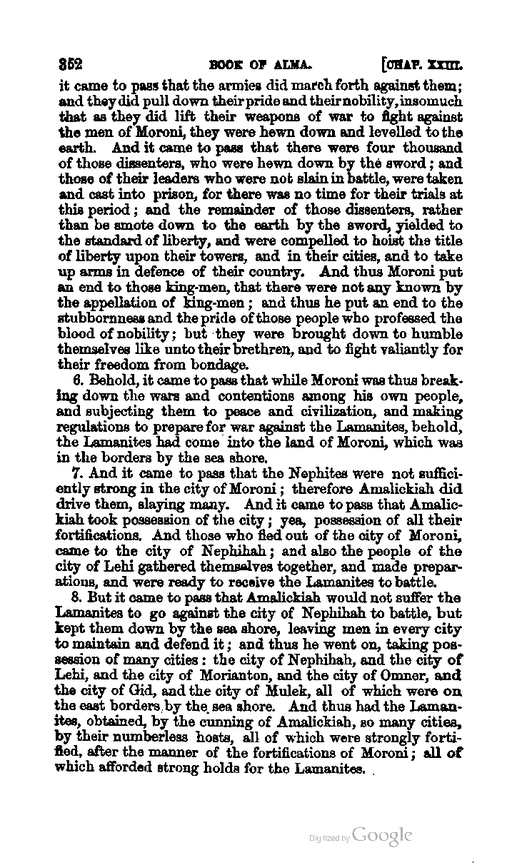 352 BOOK OF ALMA. [CHAP. XXIII.
it came to pass that the armies did march forth against them;
and they did pull down their pride and their nobility, insomuch
that as they did lift their weapons of war to fight against
the men of Moroni, they were hewn down and levelled to the
earth. And it came to pass that there were four thousand
of those dissenters, who were hewn down by the sword; and
those of their leaders who were not slain in battle, were taken
and cast into prison, for there was no time for their trials at
this period; and the remainder of those dissenters, rather
than be smote down to the earth by the sword, yielded to
the standard of liberty, and were compelled to hoist the title
of liberty upon their towers, and in their cities, and to take
up arms in defence of their country. And thus Moroni put
an end to those king-men, that there were not any known by
the appellation of king-men; and thus he put an end to the
stubbornness and the pride of those people who professed the
blood of nobility; but they were brought down to humble
themselves like unto their brethren, and to fight valiantly for
their freedom from bondage.
6. Behold, it came to pass that while Moroni was thus break-
ing down the wars and contentions among his own people,
and subjecting them to peace and civilization, and making
regulations to prepare for war against the Lamanites, behold,
the Lamanites had come into the land of Moroni, which was
in the borders by the sea shore.
7. And it came to pass that the Nephites were not suffici-
ently strong in the city of Moroni; therefore Amalickiah did
drive them, slaying many. And it came to pass that Amalic-
kiah took possession of the city; yea, possession of all their
fortifications. And those who fled out of the city of Moroni,
came to the city of Nephihah; and also the people of the
city of Lehi gathered themselves together, and made prepar-
ations, and were ready to receive the Lamanites to battle.
8. But it came to pass that Amalickiah would not suffer the
Lamanites to go against the city of Nephihah to battle, but
kept them down by the sea shore, leaving men in every city
to maintain and defend it; and thus he went on, taking pos-
session of many cities: the city of Nephihah, and the city of
Lehi, and the city of Morianton, and the city of Omner, and
the city of Gid, and the city of Mulek, all of which were on
the east borders by the sea shore. And thus had the Laman-
ites, obtained, by the cunning of Amalickiah, so many cities,
by their numberless hosts, all of which were strongly forti-
fied, after the manner of the fortifications of Moroni; all of
which afforded strong holds for the Lamanites.
Digitized by Google